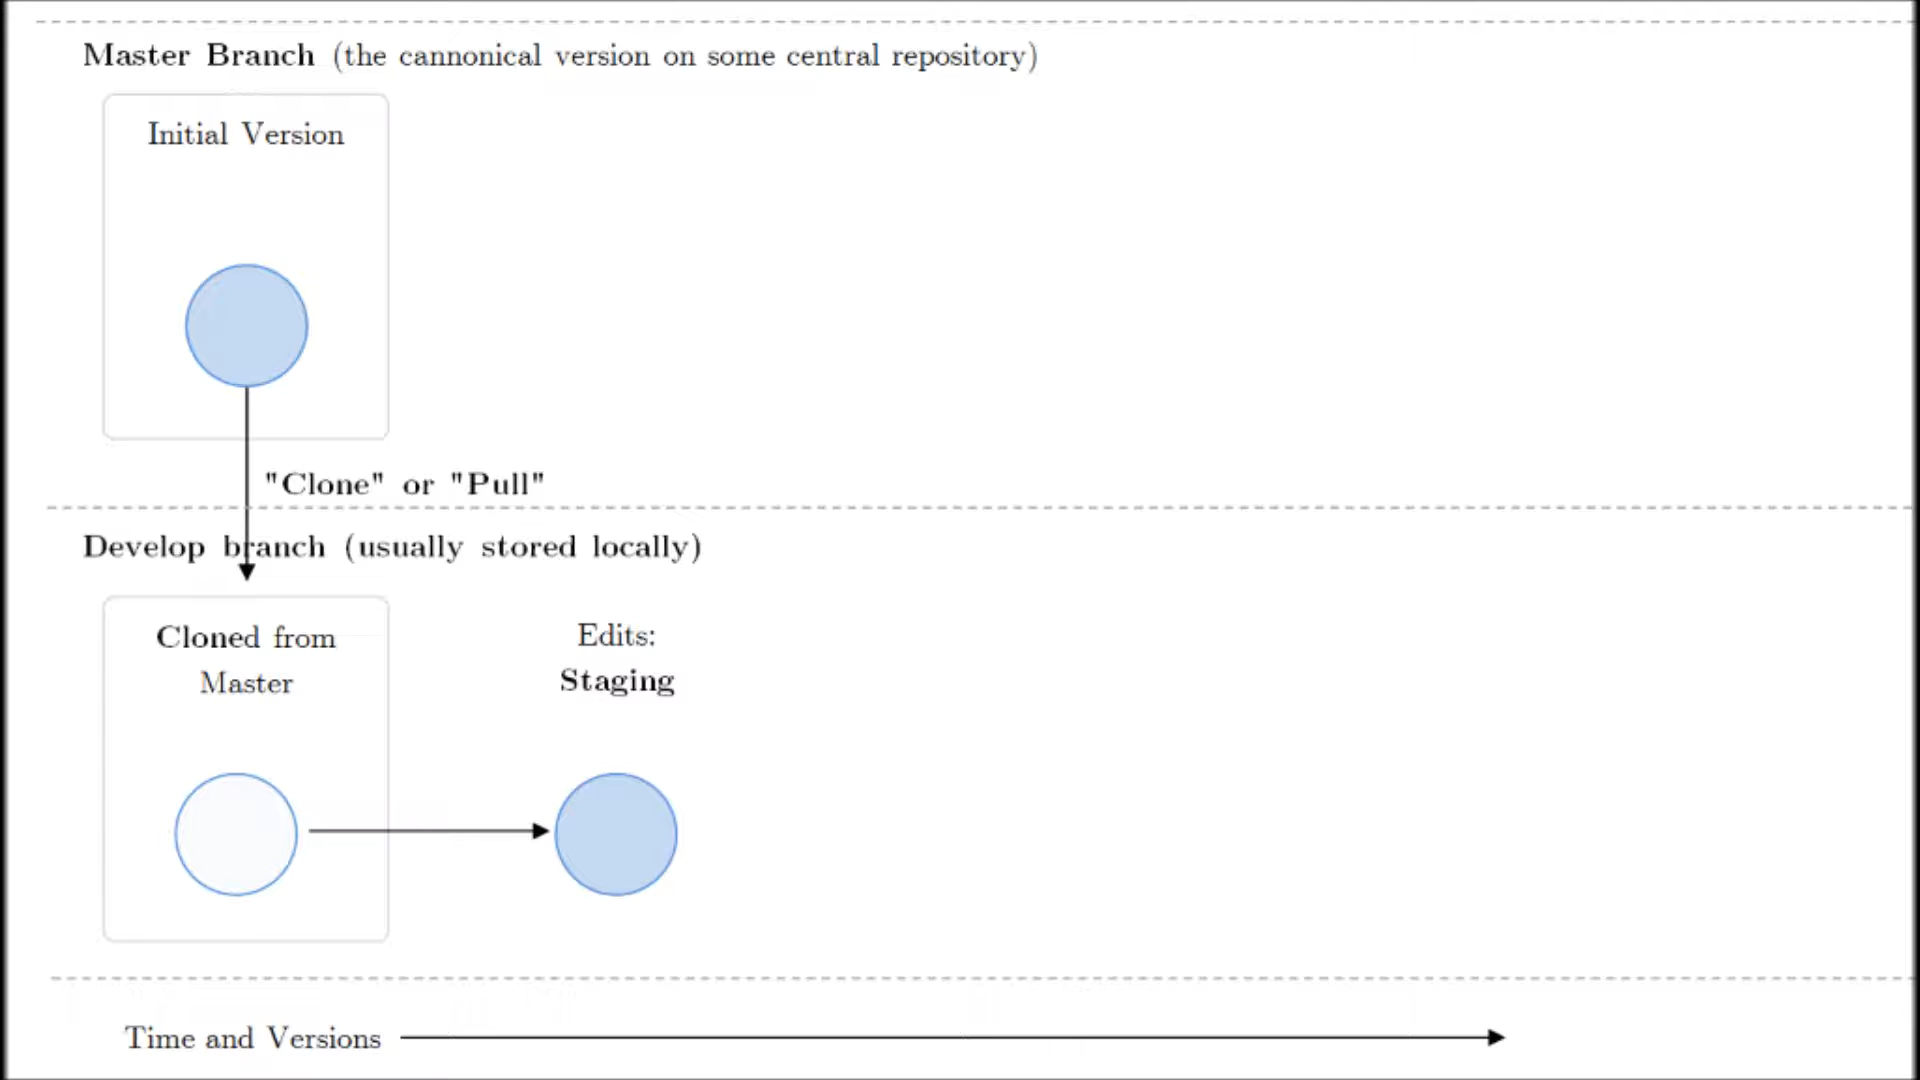 Master Branch (the cannonical version on some central repository)
Initial Version
"Clone" or "Pull"
Develop branch (usually stored locally)
Cloned from
Master
Edits:
Staging
Time and Versions